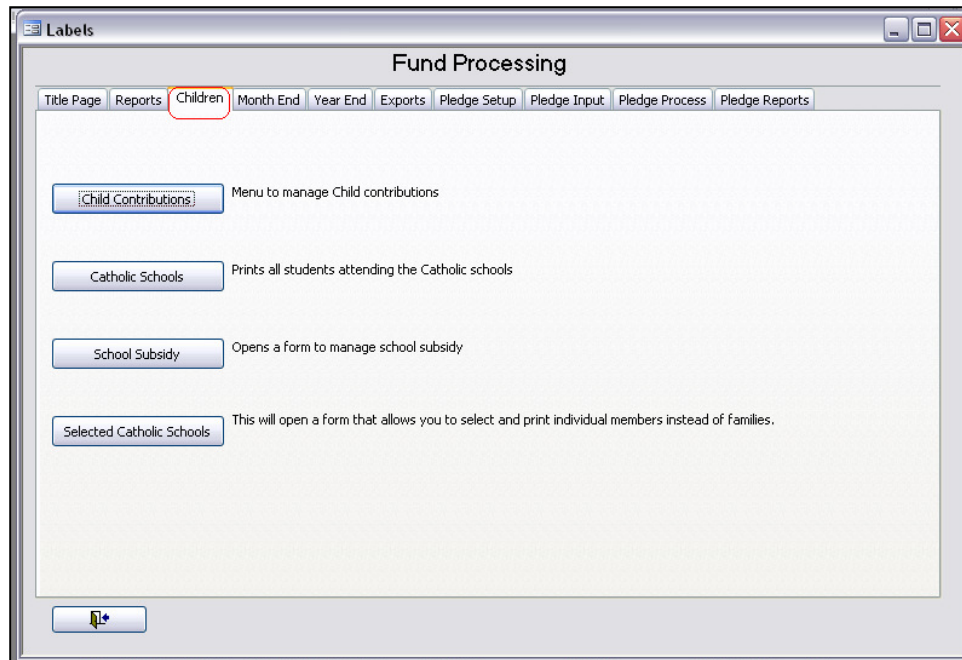 Labels
Fund Processing
Title Page Reports Children Month End Year End Exports Pledge Setup Pledge Input Pledge Process Pledge Reports
Child Contributions Menu to manage Child contributions
Catholic Schools Prints all students attending the Catholic schools
School Subsidy Opens a form to manage school subsidy
Selected Catholic Schools This will open a form that allows you to select and print individual members instead of families.